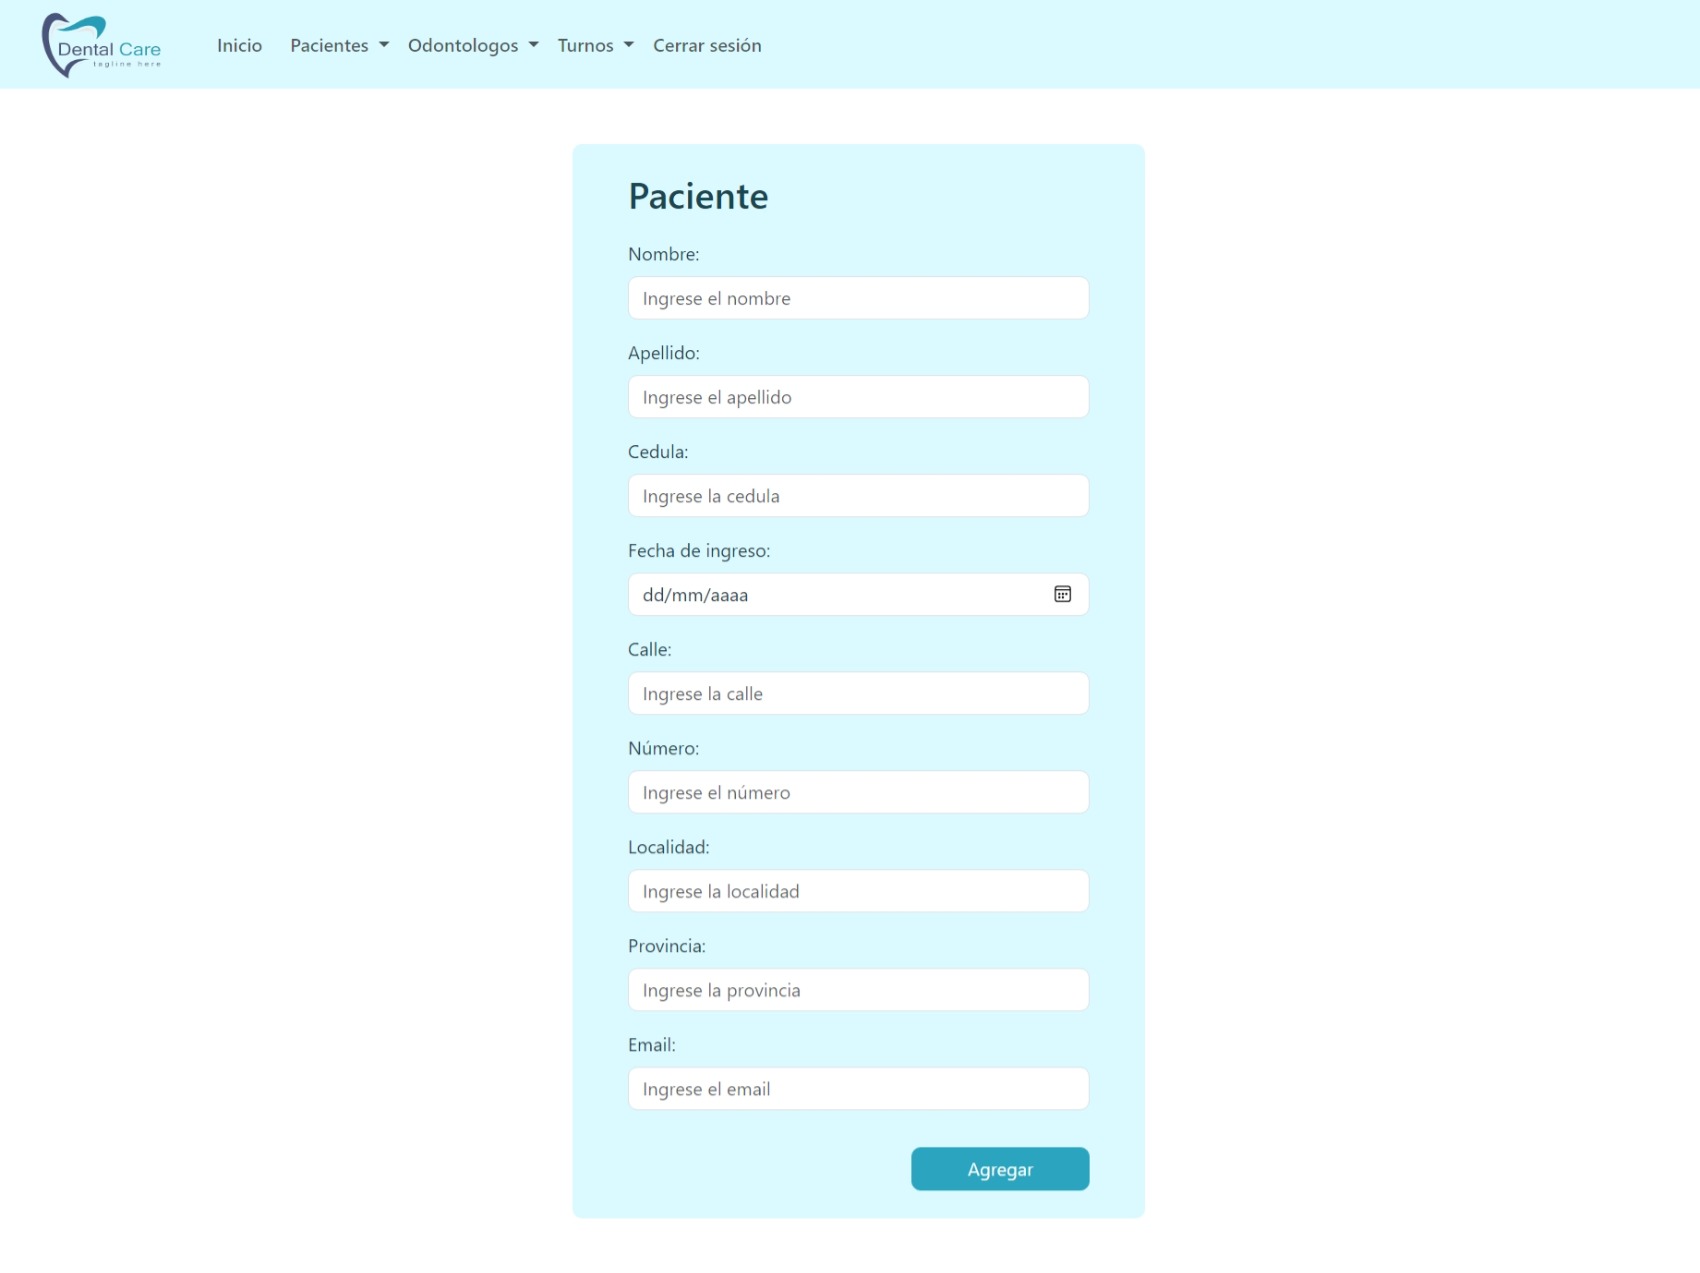 Dental Care
tagline here
Inicio Pacientes Odontologos Turnos Cerrar sesión
Paciente
Nombre:
Ingrese el nombre
Apellido:
Ingrese el apellido
Cedula:
Ingrese la cedula
Fecha de ingreso:
dd/mm/aaaa
Calle:
Ingrese la calle
Número:
Ingrese el número
Localidad:
Ingrese la localidad
Provincia:
Ingrese la provincia
Email:
Ingrese el email
Agregar